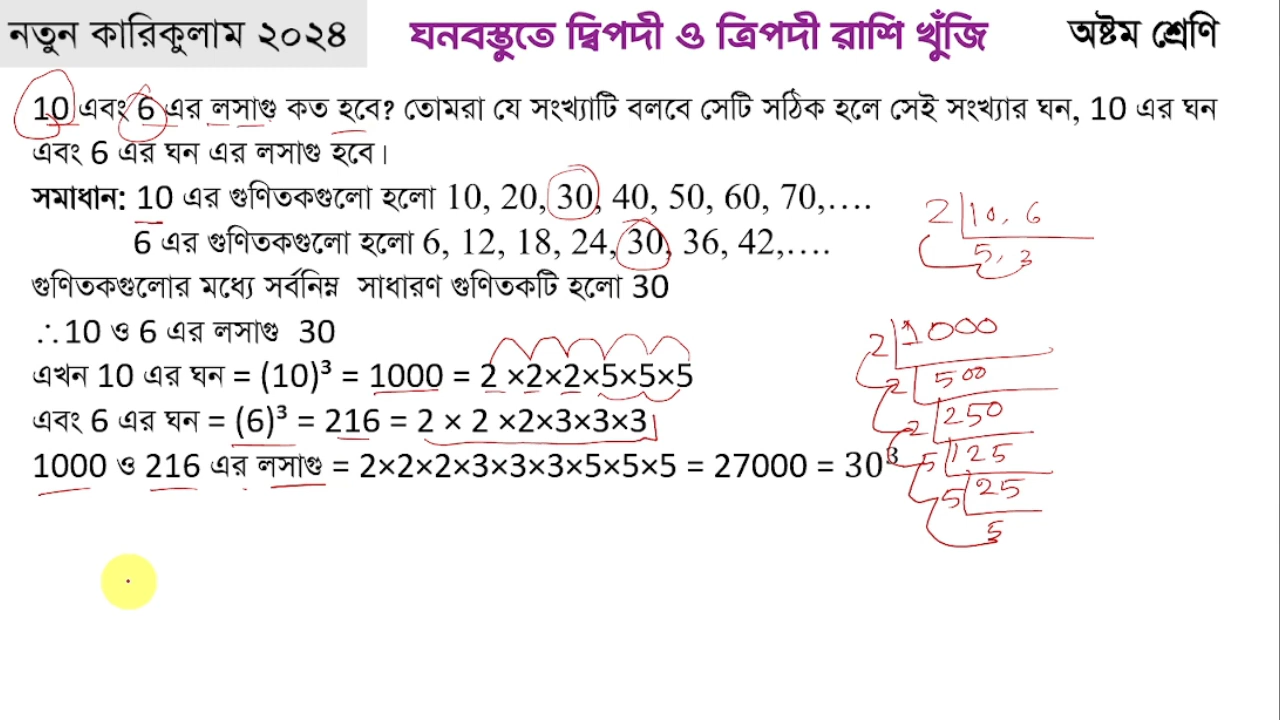 নতুন কারিকুলাম ২০২৪
ঘনবস্তুতে দ্বিপদী ও ত্রিপদী রাশি খুঁজি
অষ্টম শ্রেণি
10 এবং 6 এর লসাগু কত হবে? তোমরা যে সংখ্যাটি বলবে সেটি সঠিক হলে সেই সংখ্যার ঘন, 10 এর ঘন
এবং 6 এর ঘন এর লসাগু হবে।
সমাধান: 10 এর গুণিতকগুলো হলো 10, 20, 30, 40, 50, 60, 70,....
6 এর গুণিতকগুলো হলো 6, 12, 18, 24, 30, 36, 42,....
গুণিতকগুলোর মধ্যে সর্বনিম্ন সাধারণ গুণিতকটি হলো 30
∴ 10 ও 6 এর লসাগু 30
এখন 10 এর ঘন = (10)³ = 1000 = 2 ×2×2×5×5×5
এবং 6 এর ঘন = (6)³ = 216 = 2 × 2 ×2×3×3×3
1000 ও 216 এর লসাগু = 2×2×2×3×3×3×5×5×5 = 27000 = 30³
2 10, 6
5, 3
2 1000
2 500
2 250
5 125
5 25
5